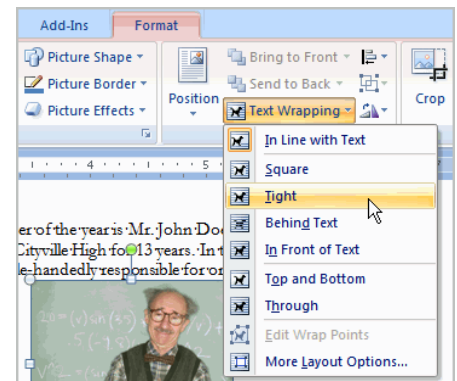 Add-Ins Format
Picture Shape Bring to Front
Picture Border Send to Back
Picture Effects Position Text Wrapping Crop
In Line with Text
4 5
Square
Tight
er of the year is Mr. John Doe Behind Text
Cityville High for 13 years. In t In Front of Text
le-handedly responsible for or
Top and Bottom
Through
Edit Wrap Points
More Layout Options...